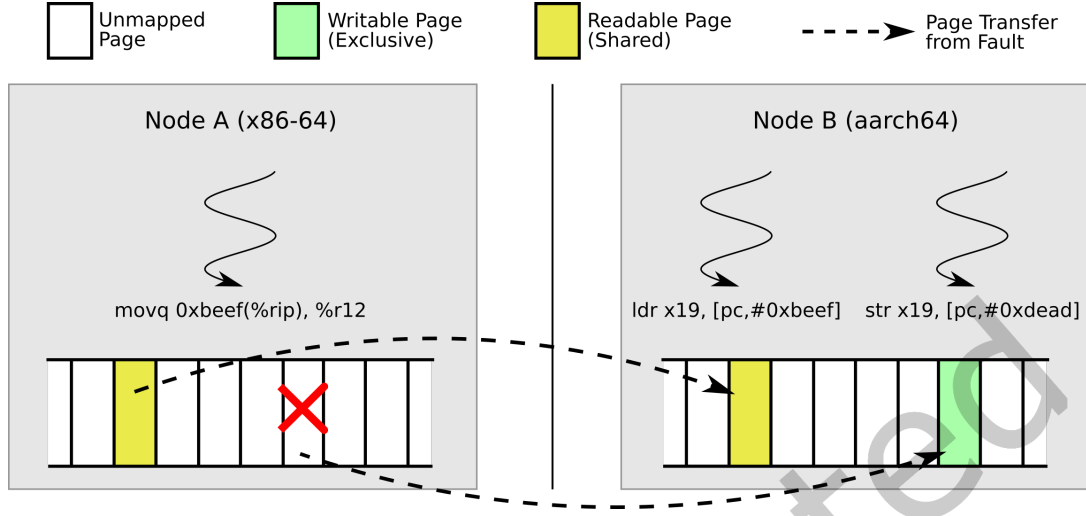 Unmapped
Page
Writable Page
(Exclusive)
Readable Page
(Shared)
Page Transfer
from Fault
Node A (x86-64)
Node B (aarch64)
movq 0xbeef(%rip), %r12
ldr x19, [pc,#0xbeef]
str x19, [pc,#0xdead]
ted